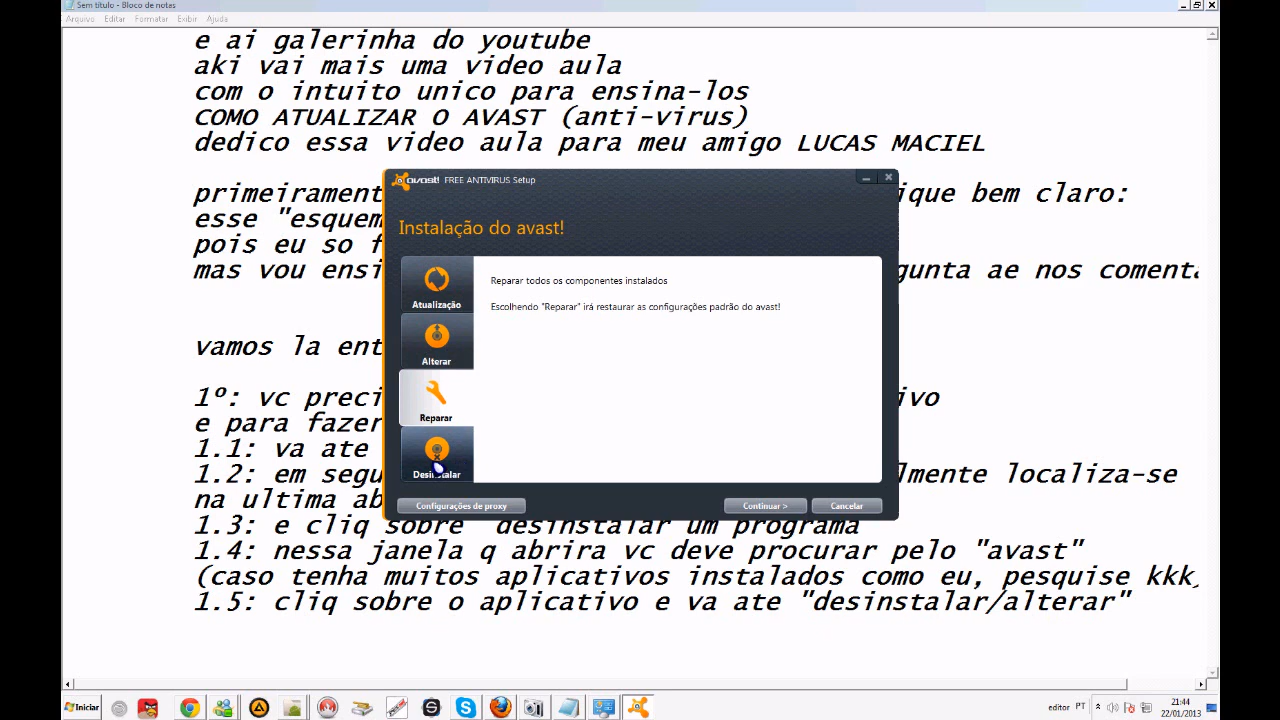 Sem título - Bloco de notas
Arquivo Editar Formatar Exibir Ajuda
e ai galerinha do youtube
aki vai mais uma video aula
com o intuito unico para ensina-los
COMO ATUALIZAR O AVAST (anti-virus)
dedico essa video aula para meu amigo LUCAS MACIEL
primeirament ique bem claro:
esse "esquem
pois eu so f
mas vou ensi gunta ae nos coment
vamos la ent
1º: vc preci ivo
e para fazer
1.1: va ate
1.2: em segu lmente localiza-se
na ultima ab
1.3: e cliq sobre desinstalar um programa
1.4: nessa janela q abrira vc deve procurar pelo "avast"
(caso tenha muitos aplicativos instalados como eu, pesquise kkk
1.5: cliq sobre o aplicativo e va ate "desinstalar/alterar"
avast! FREE ANTIVIRUS Setup
Instalação do avast!
Atualização
Alterar
Reparar
Desinstalar
Reparar todos os componentes instalados
Escolhendo "Reparar" irá restaurar as configurações padrão do avast!
Configurações de proxy
Continuar >
Cancelar
Iniciar
editor PT
21:44
22/01/2013